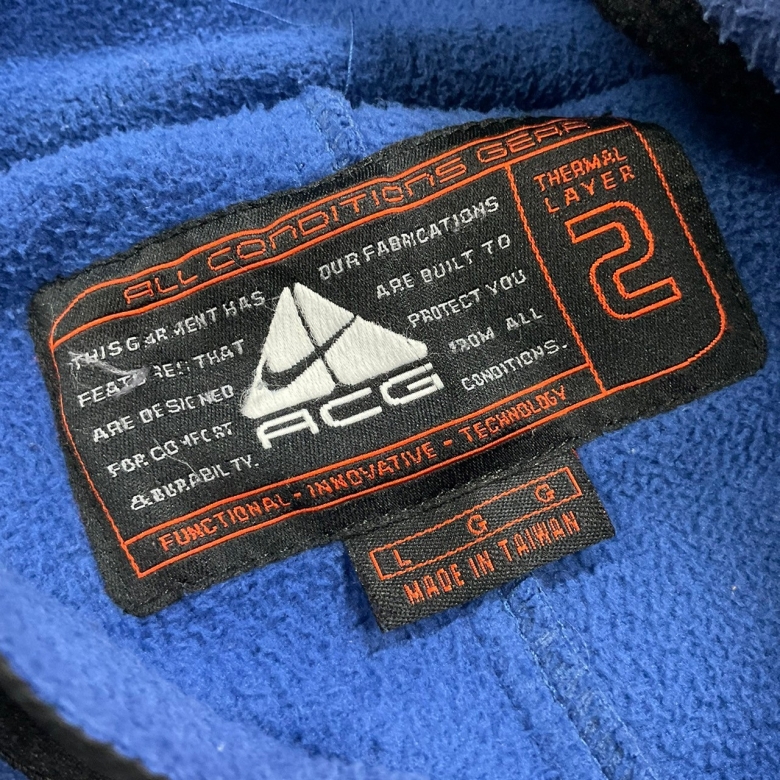 ALL CONDITIONS GEAR
THIS GARMENT HAS
FEATURES THAT
ARE DESIGNED
FOR COMFORT
& DURABILTY.
ACG
OUR FABRICATIONS
ARE BUILT TO
PROTECT YOU
FROM ALL
CONDITIONS.
THERMAL
LAYER
2
FUNCTIONAL - INNOVATIVE - TECHNOLOGY
L G G
MADE IN TAIWAN